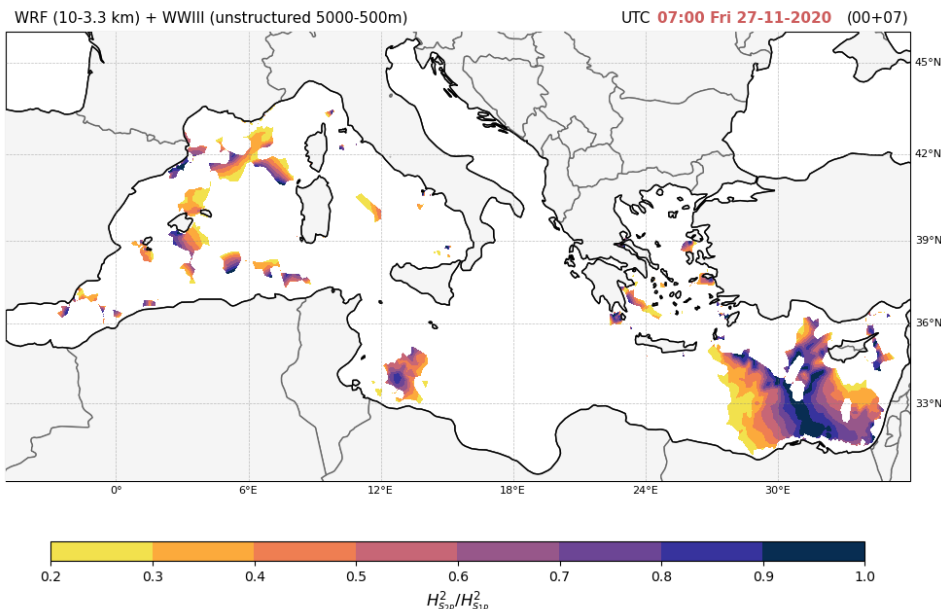 WRF (10-3.3 km) + WWIII (unstructured 5000-500m) UTC 07:00 Fri 27-11-2020 (00+07)
45°N
42°N
39°N
36°N
33°N
0° 6°E 12°E 18°E 24°E 30°E
0.2 0.3 0.4 0.5 0.6 0.7 0.8 0.9 1.0
H²ₛ₂ₚ/H²ₛ₁ₚ